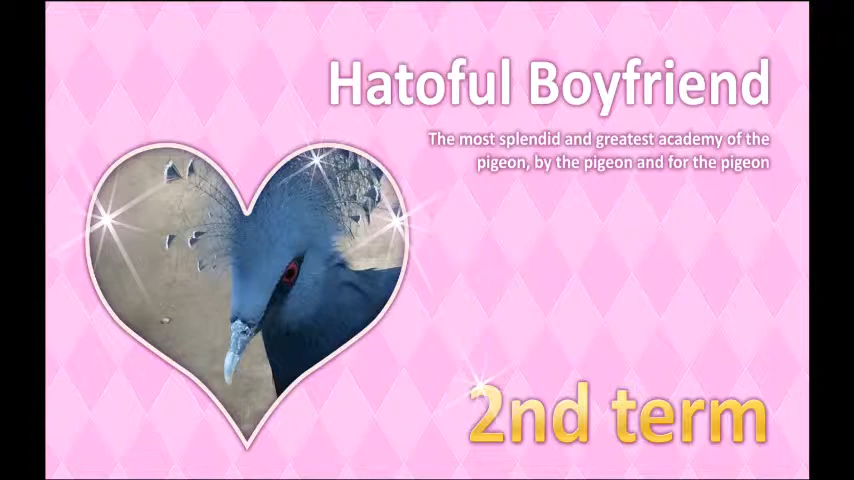 Hatoful Boyfriend
The most splendid and greatest academy of the
pigeon, by the pigeon and for the pigeon
2nd term